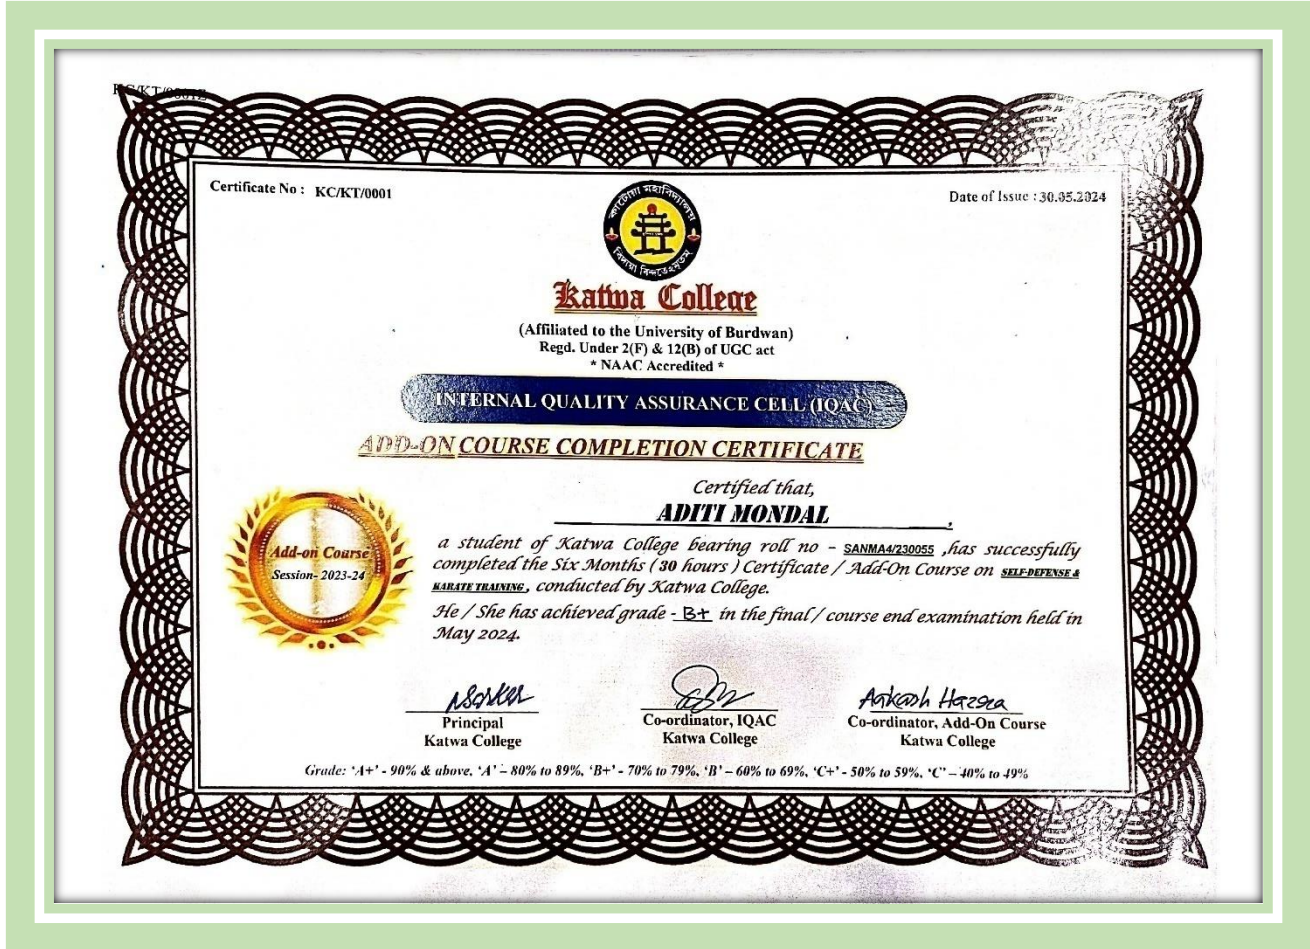 Certificate No : KC/KT/0001
Date of Issue : 30.05.2024
কাটোয়া মহাবিদ্যালয়
Katwa College
(Affiliated to the University of Burdwan)
Regd. Under 2(F) & 12(B) of UGC act
* NAAC Accredited *
INTERNAL QUALITY ASSURANCE CELL (IQAC)
ADD-ON COURSE COMPLETION CERTIFICATE
Certified that,
ADITI MONDAL,
Add-on Course
Session- 2023-24
a student of Katwa College bearing roll no - SANMA4/230055 ,has successfully
completed the Six Months ( 30 hours ) Certificate / Add-On Course on SELF-DEFENSE &
KARATE TRAINING, conducted by Katwa College.
He / She has achieved grade - B+ in the final / course end examination held in
May 2024.
Aakash Hazra
Principal
Katwa College
Co-ordinator, IQAC
Katwa College
Co-ordinator, Add-On Course
Katwa College
Grade: 'A+' - 90% & above, 'A' – 80% to 89%, 'B+' - 70% to 79%, 'B' – 60% to 69%, 'C+' - 50% to 59%, 'C' – 40% to 49%